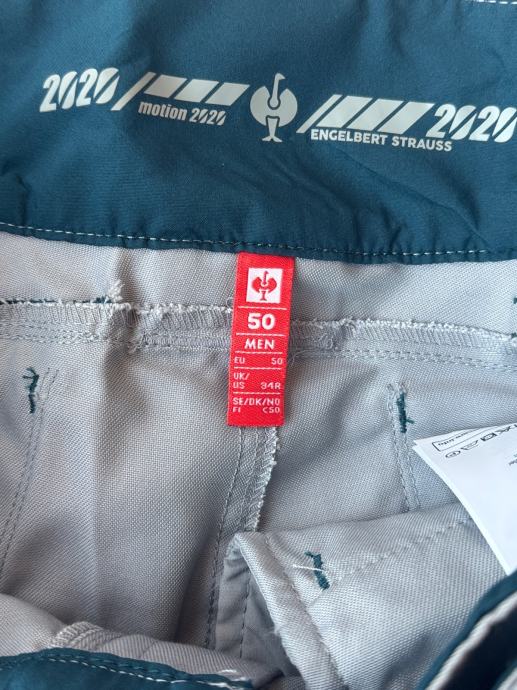 2020 2020
motion 2020 ENGELBERT STRAUSS
50
MEN
EU 50
UK/
US 34R
SE/DK/NO
FI C50